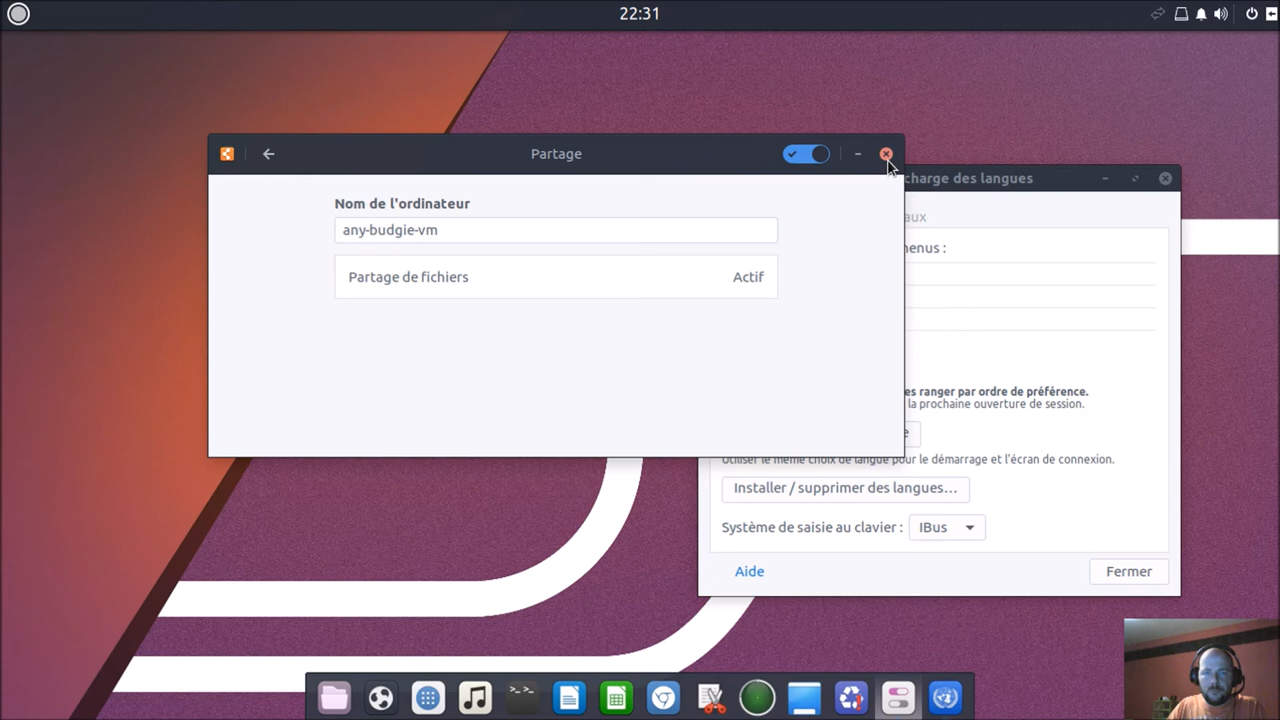 22:31
Partage
Nom de l'ordinateur
any-budgie-vm
Partage de fichiers
Actif
charge des langues
aux
enus :
es ranger par ordre de préférence.
la prochaine ouverture de session.
e
Utiliser le même choix de langue pour le démarrage et l'écran de connexion.
Installer / supprimer des langues...
Système de saisie au clavier :
IBus
Aide
Fermer
>_>_